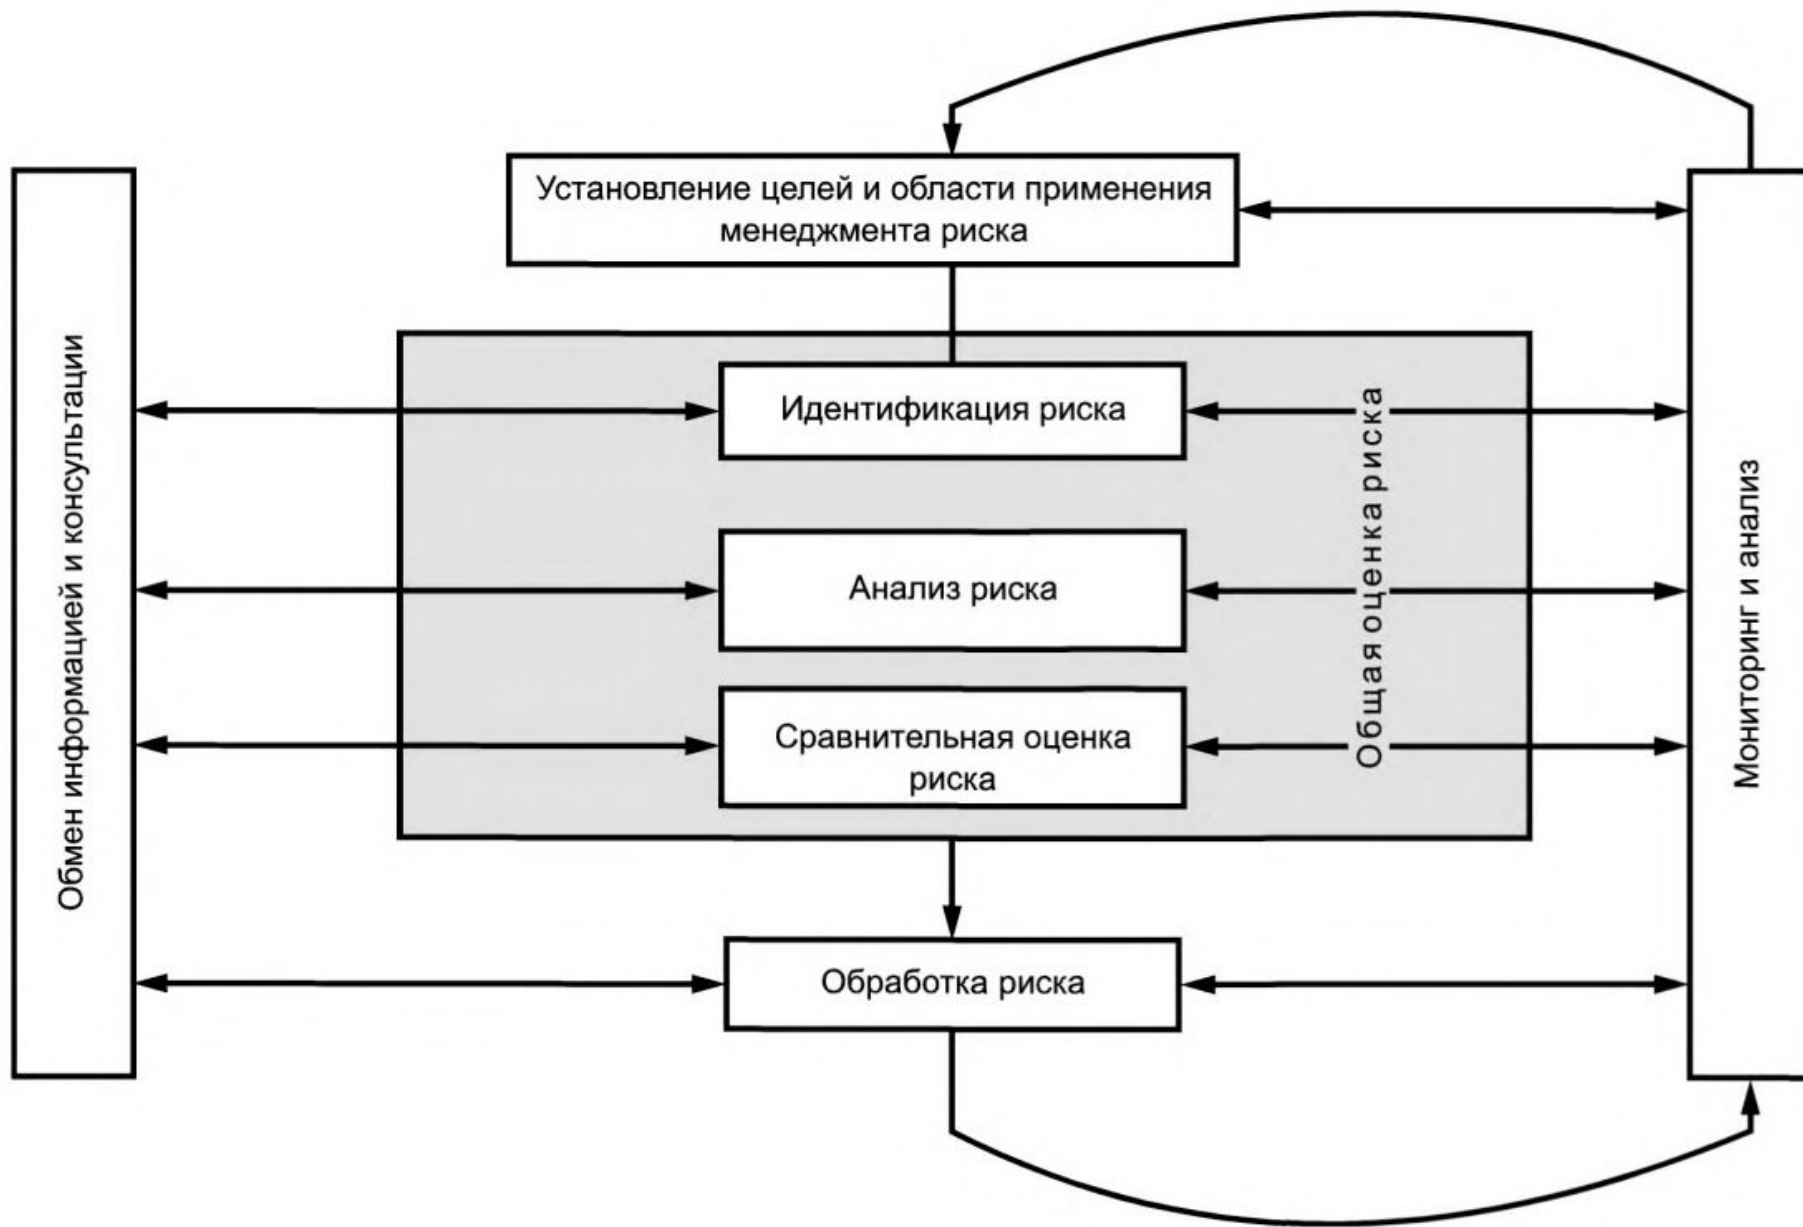 Установление целей и области применения
менеджмента риска
Обмен информацией и консультации
Идентификация риска
Анализ риска
Сравнительная оценка
риска
Общая оценка риска
Мониторинг и анализ
Обработка риска